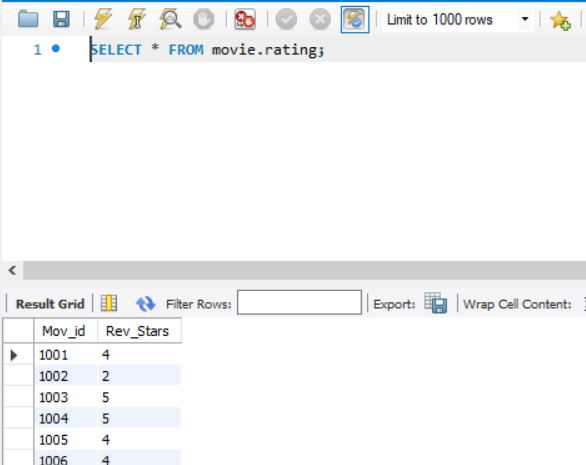 Limit to 1000 rows
1 SELECT * FROM movie.rating;
Result Grid Filter Rows: Export: Wrap Cell Content:
Mov_id Rev_Stars
1001 4
1002 2
1003 5
1004 5
1005 4
1006 4